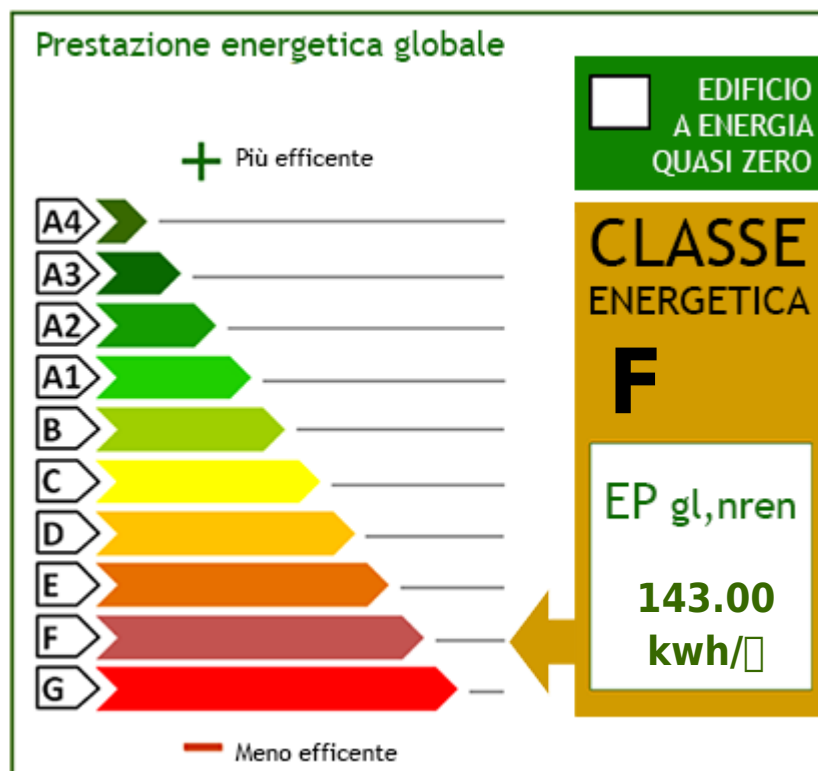 Prestazione energetica globale
EDIFICIO
A ENERGIA
QUASI ZERO
Più efficente
A4
A3
A2
A1
B
C
D
E
F
G
Meno efficente
CLASSE
ENERGETICA
F
EP gl,nren
143.00
kwh/